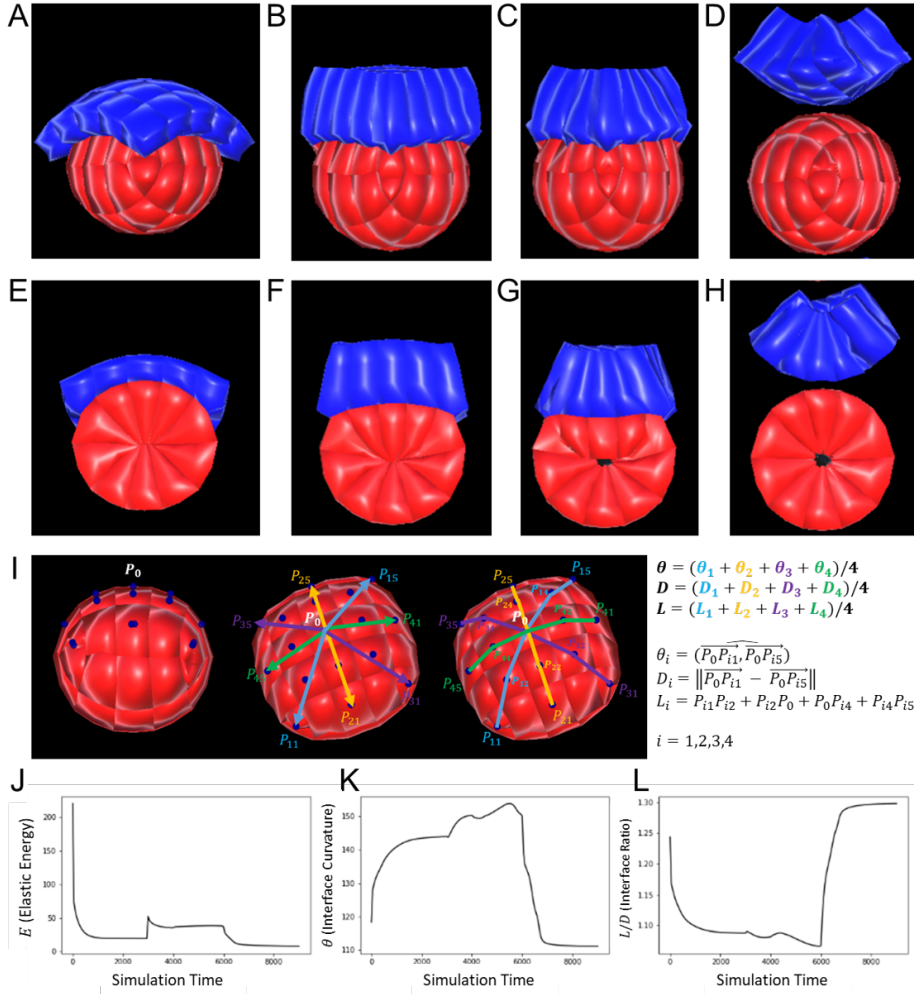 A B C D
E F G H
I
P₀
P₂₅ P₁₅
P₃₅ P₀ P₄₁
P₄₅ P₃₁
P₁₁ P₂₁
P₂₅ P₁₅
P₂₄ P₁₄
P₃₅ P₀ P₄₁
P₂₂
P₄₅ P₁₂ P₃₁
P₁₁ P₂₁
θ = (θ₁ + θ₂ + θ₃ + θ₄)/4
D = (D₁ + D₂ + D₃ + D₄)/4
L = (L₁ + L₂ + L₃ + L₄)/4
θᵢ = (P₀Pᵢ₁, P₀Pᵢ₅)
Dᵢ = ‖P₀Pᵢ₁ − P₀Pᵢ₅‖
Lᵢ = Pᵢ₁Pᵢ₂ + Pᵢ₂P₀ + P₀Pᵢ₄ + Pᵢ₄Pᵢ₅
i = 1,2,3,4
J
E (Elastic Energy)
200
150
100
50
0
0 2000 4000 6000 8000
Simulation Time
K
θ (Interface Curvature)
150
140
130
120
110
0 2000 4000 6000 8000
Simulation Time
L
L/D (Interface Ratio)
1.30
1.25
1.20
1.15
1.10
0 2000 4000 6000 8000
Simulation Time